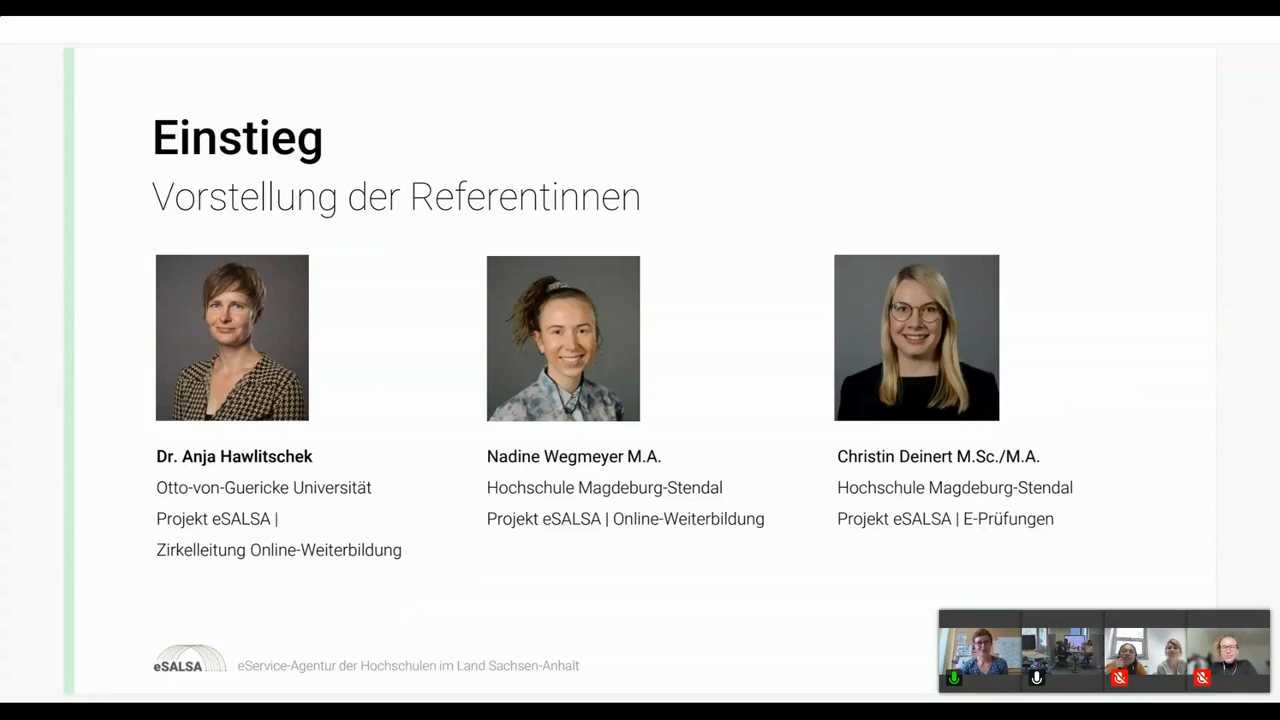 Einstieg
Vorstellung der Referentinnen
Dr. Anja Hawlitschek
Otto-von-Guericke Universität
Projekt eSALSA |
Zirkelleitung Online-Weiterbildung
Nadine Wegmeyer M.A.
Hochschule Magdeburg-Stendal
Projekt eSALSA | Online-Weiterbildung
Christin Deinert M.Sc./M.A.
Hochschule Magdeburg-Stendal
Projekt eSALSA | E-Prüfungen
eSALSA
eService-Agentur der Hochschulen im Land Sachsen-Anhalt